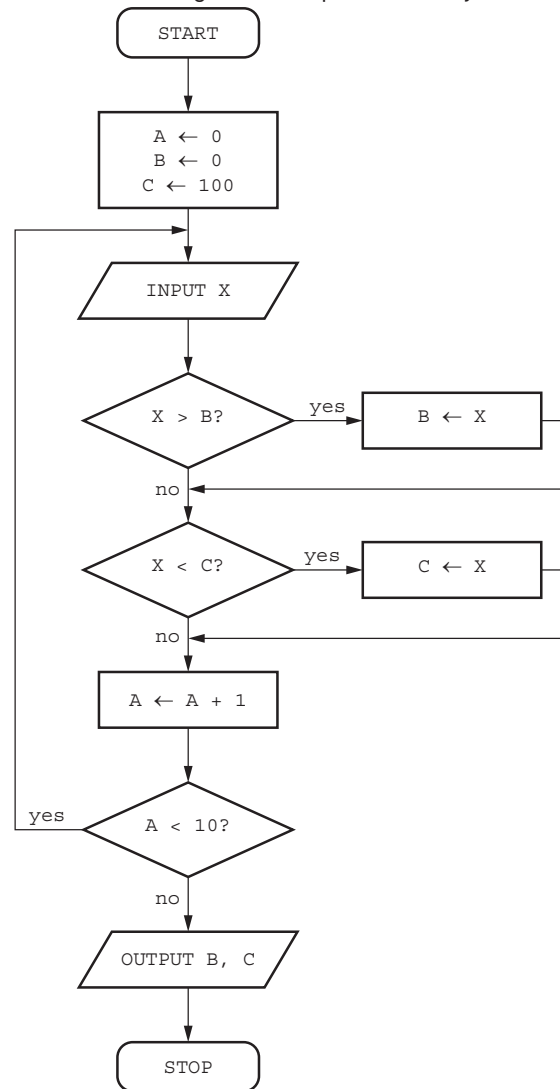 START
A ← 0
B ← 0
C ← 100
INPUT X
X > B?
yes
B ← X
no
X < C?
yes
C ← X
no
A ← A + 1
A < 10?
yes
no
OUTPUT B, C
STOP